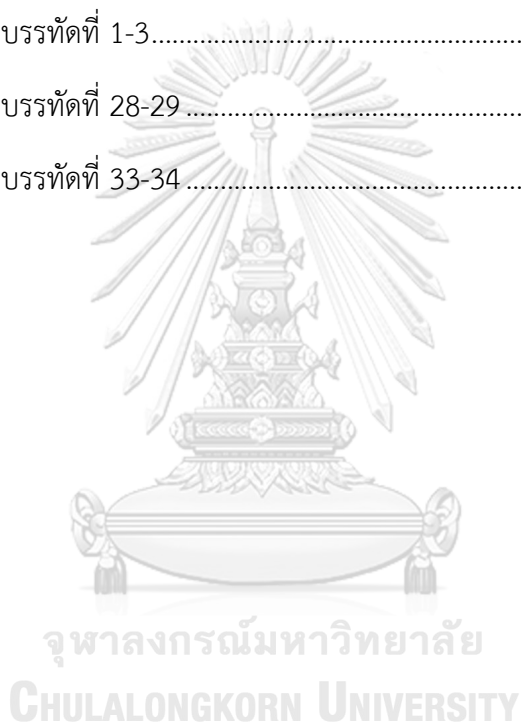 บรรทัดที่ 1-3.......................................................
บรรทัดที่ 28-29 ..................................................
บรรทัดที่ 33-34 ..................................................
จุฬาลงกรณ์มหาวิทยาลัย
CHULALONGKORN UNIVERSITY